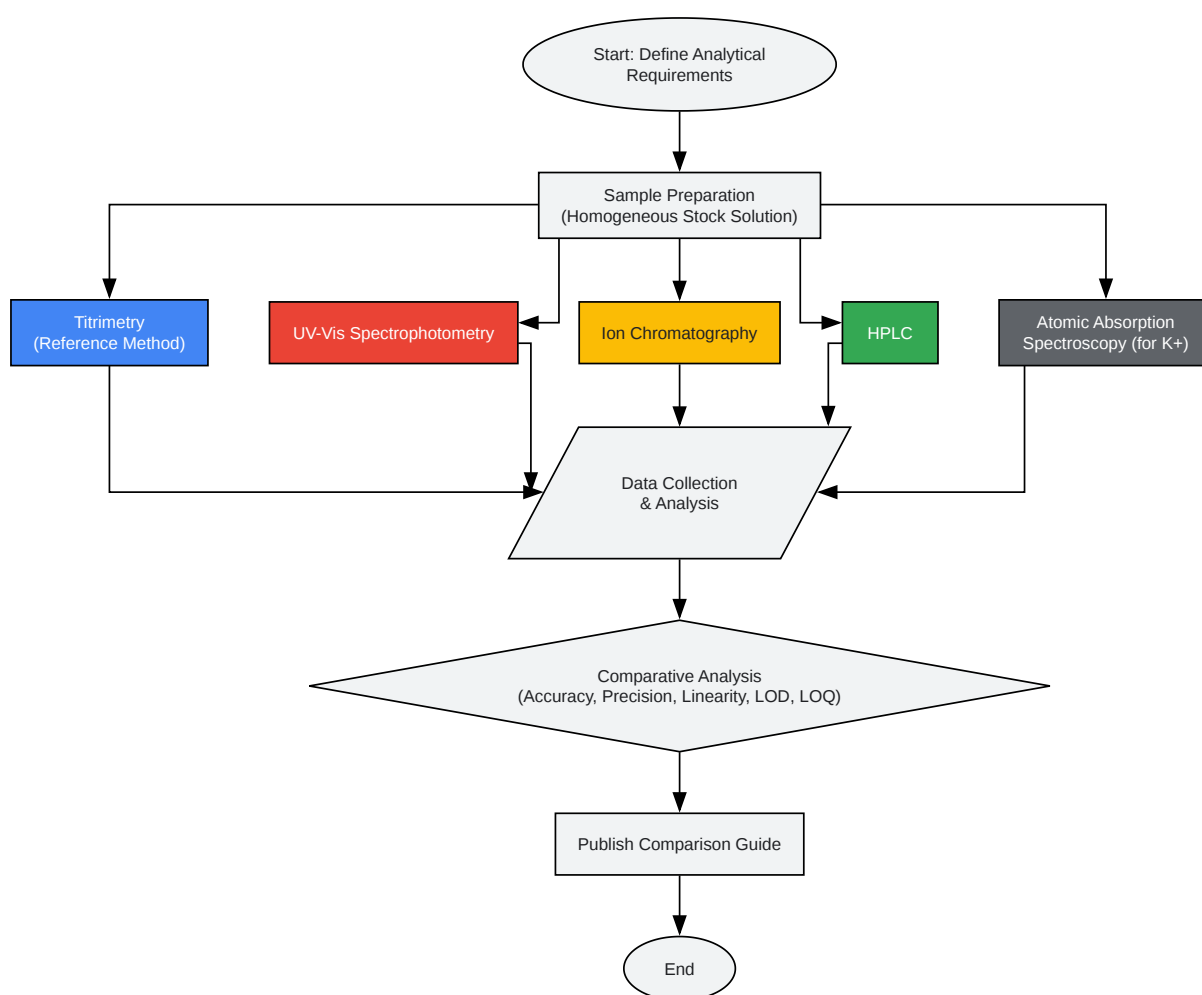 Start: Define Analytical
Requirements
Sample Preparation
(Homogeneous Stock Solution)
Titrimetry
(Reference Method)
UV-Vis Spectrophotometry
Ion Chromatography
HPLC
Atomic Absorption
Spectroscopy (for K+)
Data Collection
& Analysis
Comparative Analysis
(Accuracy, Precision, Linearity, LOD, LOQ)
Publish Comparison Guide
End